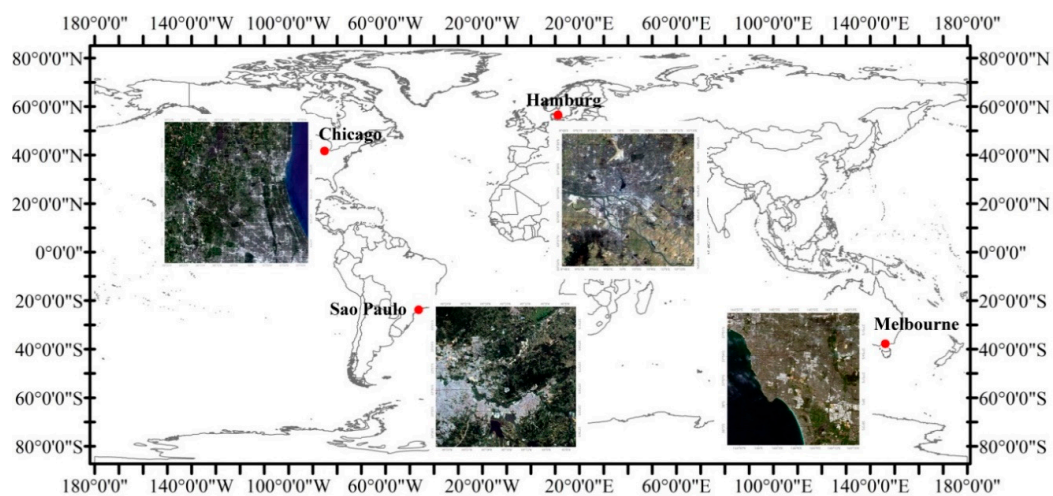 180°0'0" 140°0'0"W 100°0'0"W 60°0'0"W 20°0'0"W 20°0'0"E 60°0'0"E 100°0'0"E 140°0'0"E 180°0'0"
80°0'0"N 80°0'0"N
60°0'0"N Hamburg 60°0'0"N
Chicago
40°0'0"N 40°0'0"N
20°0'0"N 20°0'0"N
0°0'0" 0°0'0"
20°0'0"S Sao Paulo 20°0'0"S
Melbourne
40°0'0"S 40°0'0"S
60°0'0"S 60°0'0"S
80°0'0"S 80°0'0"S
180°0'0" 140°0'0"W 100°0'0"W 60°0'0"W 20°0'0"W 20°0'0"E 60°0'0"E 100°0'0"E 140°0'0"E 180°0'0"